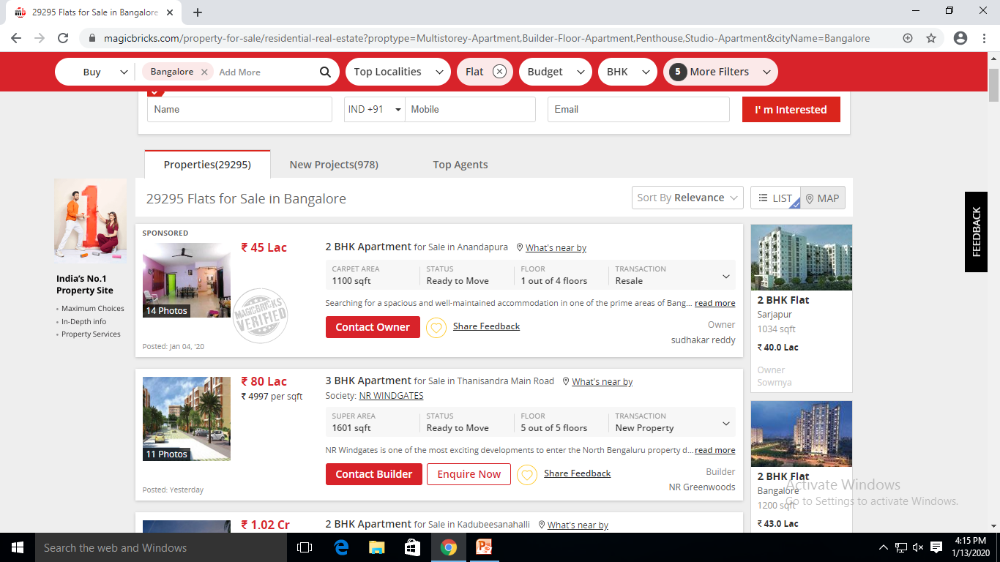 29295 Flats for Sale in Bangalore
magicbricks.com/property-for-sale/residential-real-estate?proptype=Multistorey-Apartment,Builder-Floor-Apartment,Penthouse,Studio-Apartment&cityName=Bangalore
Buy Bangalore Add More Top Localities Flat Budget BHK 5 More Filters
Name IND +91 Mobile Email I' m Interested
Properties(29295) New Projects(978) Top Agents
29295 Flats for Sale in Bangalore Sort By Relevance LIST MAP
FEEDBACK
1
India's No.1
Property Site
Maximum Choices
In-Depth info
Property Services
SPONSORED
₹ 45 Lac 2 BHK Apartment for Sale in Anandapura What's near by
CARPET AREA STATUS FLOOR TRANSACTION
1100 sqft Ready to Move 1 out of 4 floors Resale
Searching for a spacious and well-maintained accommodation in one of the prime areas of Bang... read more
14 Photos
MAGICBRICKS
VERIFIED
Contact Owner Share Feedback Owner
sudhakar reddy
Posted: Jan 04, '20
₹ 80 Lac 3 BHK Apartment for Sale in Thanisandra Main Road What's near by
₹ 4997 per sqft Society: NR WINDGATES
SUPER AREA STATUS FLOOR TRANSACTION
1601 sqft Ready to Move 5 out of 5 floors New Property
NR Windgates is one of the most exciting developments to enter the North Bengaluru property d... read more
11 Photos
Contact Builder Enquire Now Share Feedback Builder
NR Greenwoods
Posted: Yesterday
₹ 1.02 Cr 2 BHK Apartment for Sale in Kadubeesanahalli What's near by
2 BHK Flat
Sarjapur
1034 sqft
₹ 40.0 Lac
Owner
Sowmya
2 BHK Flat
Bangalore
1200 sqft
₹ 43.0 Lac
Activate Windows
Go to Settings to activate Windows.
Search the web and Windows
4:15 PM
1/13/2020